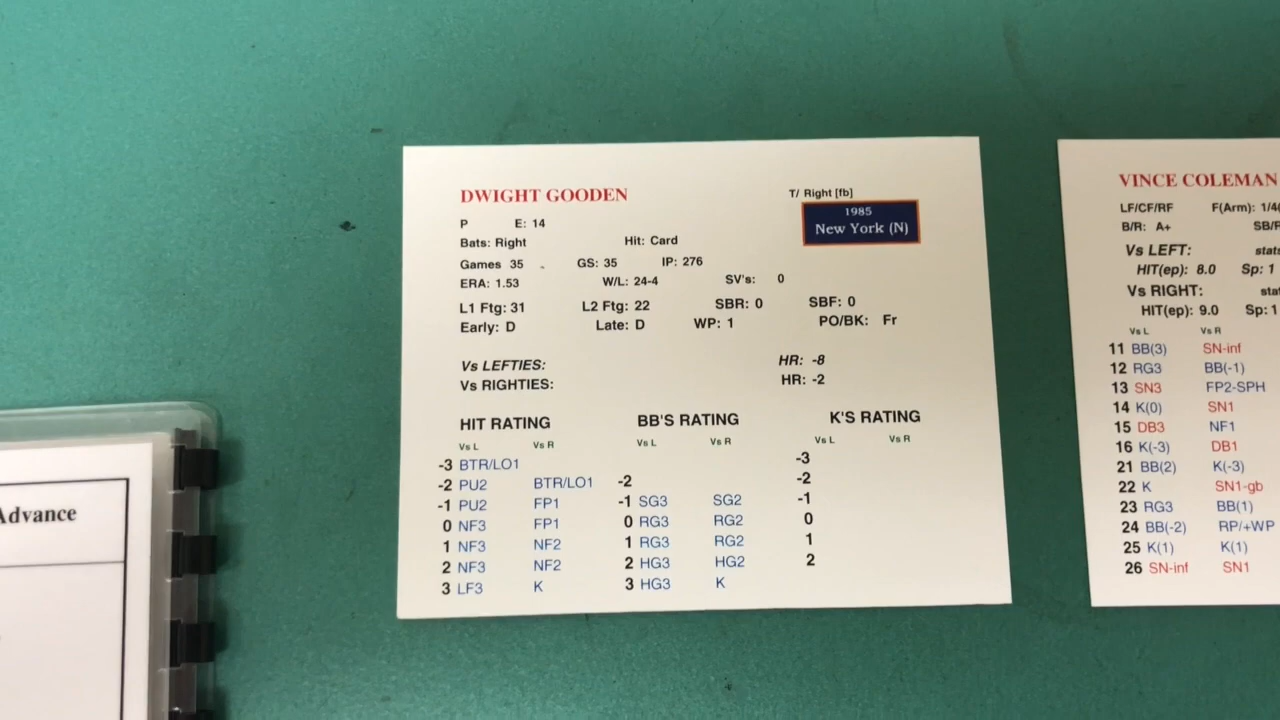 DWIGHT GOODEN
T/ Right [fb]
1985
New York (N)
P E: 14
Bats: Right Hit: Card
Games 35 GS: 35 IP: 276
ERA: 1.53 W/L: 24-4 SV's: 0
L1 Ftg: 31 L2 Ftg: 22 SBR: 0 SBF: 0
Early: D Late: D WP: 1 PO/BK: Fr
Vs LEFTIES: HR: -8
Vs RIGHTIES: HR: -2
HIT RATING BB'S RATING K'S RATING
Vs L Vs R Vs L Vs R Vs L Vs R
-3 BTR/LO1 -3
-2 PU2 BTR/LO1 -2 -2
-1 PU2 FP1 -1 SG3 SG2 -1
0 NF3 FP1 0 RG3 RG2 0
1 NF3 NF2 1 RG3 RG2 1
2 NF3 NF2 2 HG3 HG2 2
3 LF3 K 3 HG3 K
VINCE COLEMAN
LF/CF/RF F(Arm): 1/4(
B/R: A+ SB/R
Vs LEFT: stats
HIT(ep): 8.0 Sp: 1
Vs RIGHT: sta
HIT(ep): 9.0 Sp: 1
Vs L Vs R
11 BB(3) SN-inf
12 RG3 BB(-1)
13 SN3 FP2-SPH
14 K(0) SN1
15 DB3 NF1
16 K(-3) DB1
21 BB(2) K(-3)
22 K SN1-gb
23 RG3 BB(1)
24 BB(-2) RP/+WP
25 K(1) K(1)
26 SN-inf SN1
Advance